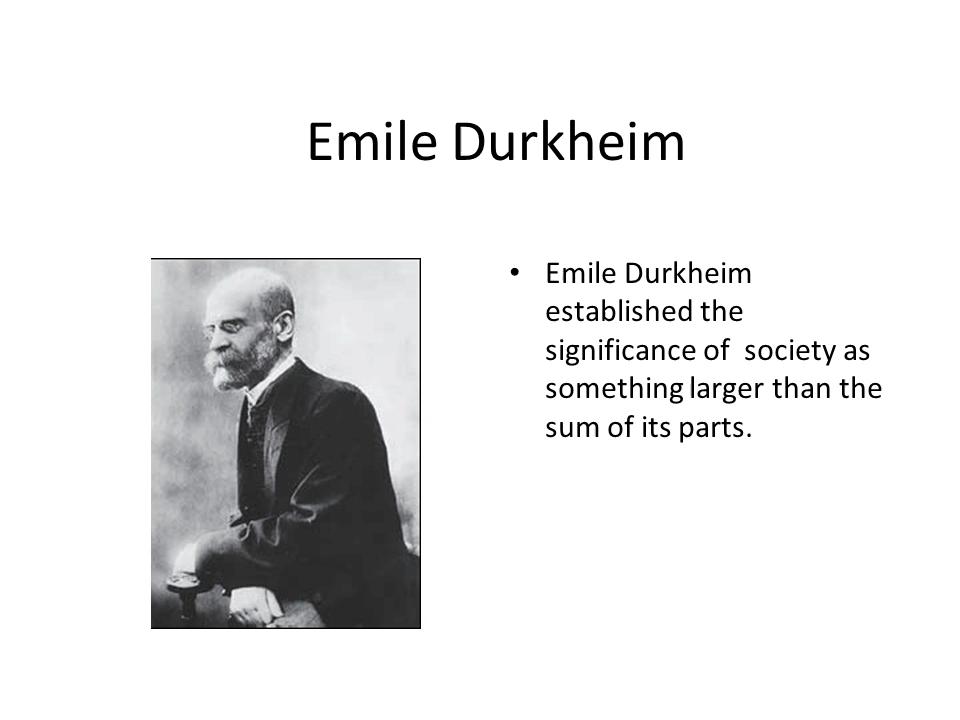 Emile Durkheim
• Emile Durkheim
established the
significance of  society as
something larger than the
sum of its parts.